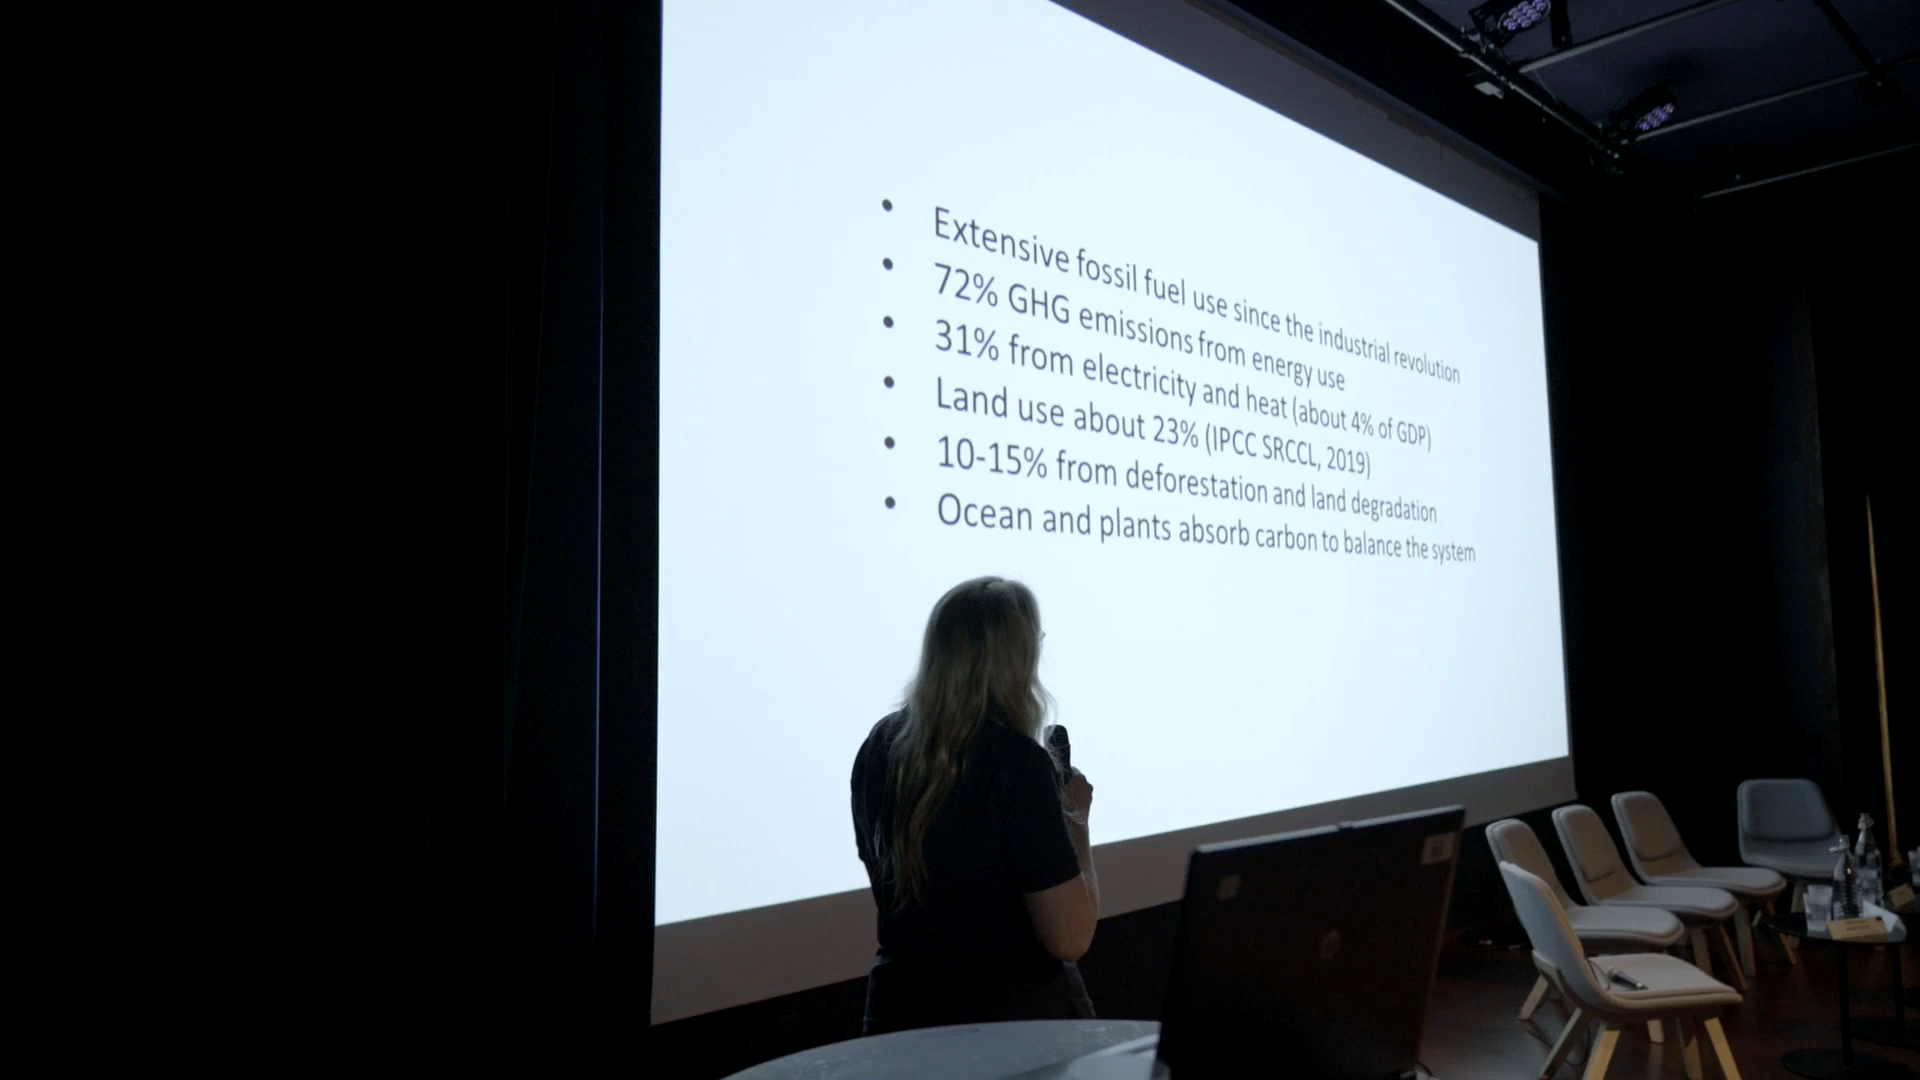 • Extensive fossil fuel use since the industrial revolution
• 72% GHG emissions from energy use
• 31% from electricity and heat (about 4% of GDP)
• Land use about 23% (IPCC SRCCL, 2019)
• 10-15% from deforestation and land degradation
• Ocean and plants absorb carbon to balance the system